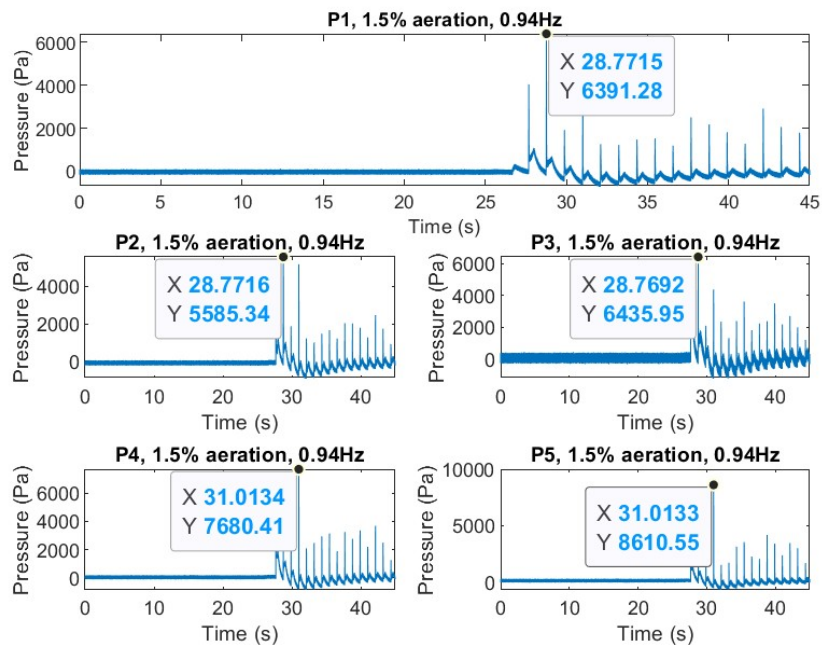 P1, 1.5% aeration, 0.94Hz
Pressure (Pa)
6000
4000
2000
0
X 28.7715
Y 6391.28
0 5 10 15 20 25 30 35 40 45
Time (s)
P2, 1.5% aeration, 0.94Hz
Pressure (Pa)
4000
2000
0
X 28.7716
Y 5585.34
0 10 20 30 40
Time (s)
P3, 1.5% aeration, 0.94Hz
Pressure (Pa)
6000
4000
2000
0
X 28.7692
Y 6435.95
0 10 20 30 40
Time (s)
P4, 1.5% aeration, 0.94Hz
Pressure (Pa)
6000
4000
2000
0
X 31.0134
Y 7680.41
0 10 20 30 40
Time (s)
P5, 1.5% aeration, 0.94Hz
Pressure (Pa)
10000
5000
0
X 31.0133
Y 8610.55
0 10 20 30 40
Time (s)